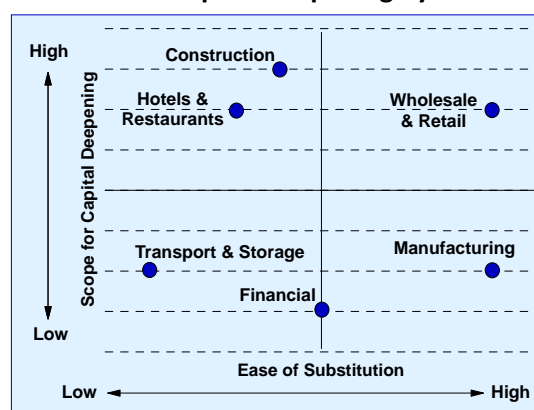 High
Construction
Hotels &
Restaurants
Wholesale
& Retail
Scope for Capital Deepening
Transport & Storage
Manufacturing
Financial
Low
Ease of Substitution
Low
High